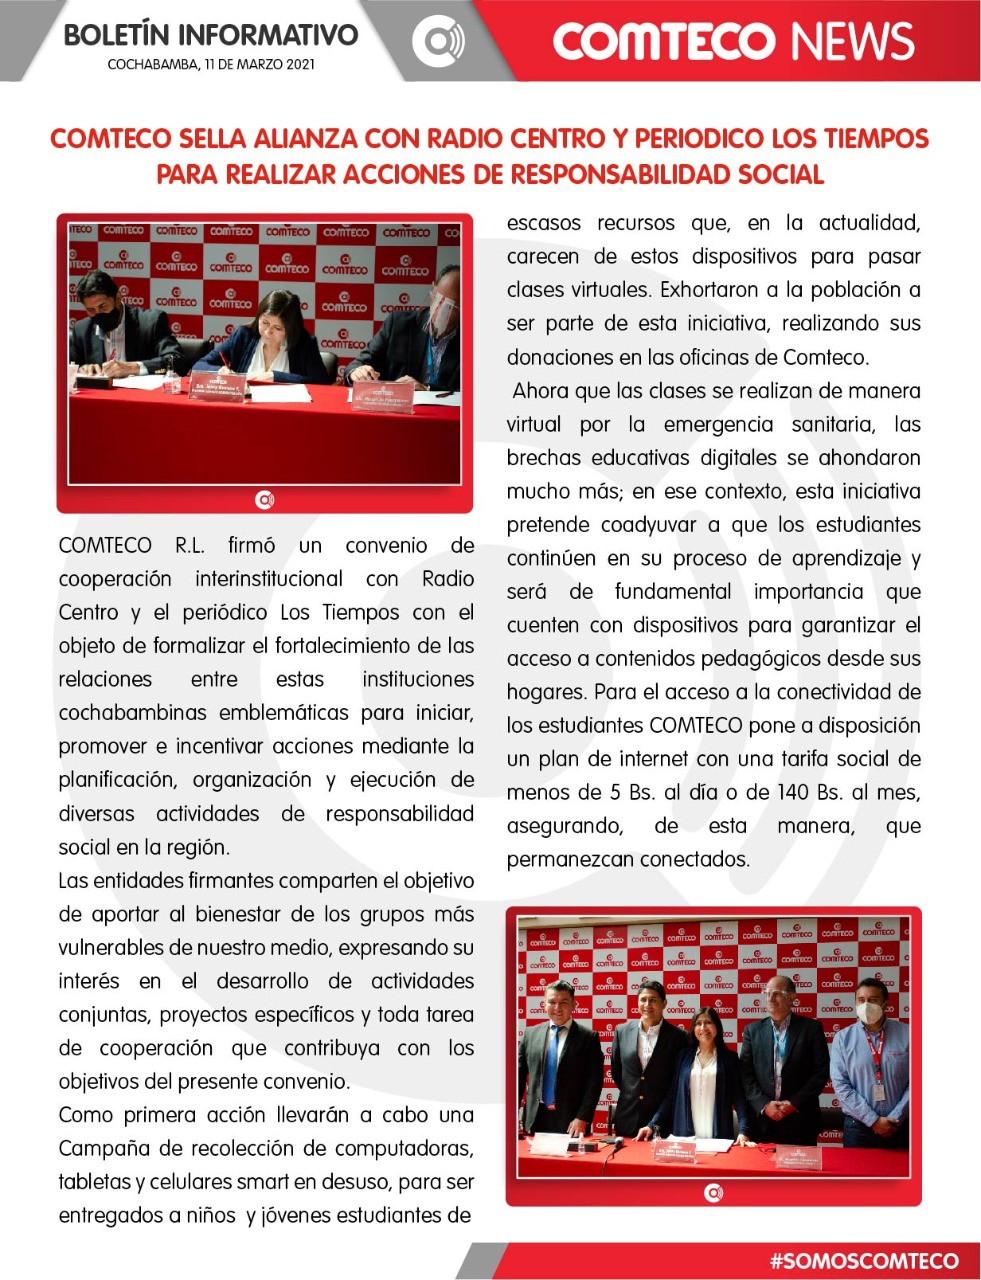 BOLETÍN INFORMATIVO
COCHABAMBA, 11 DE MARZO 2021
COMTECO NEWS
COMTECO SELLA ALIANZA CON RADIO CENTRO Y PERIODICO LOS TIEMPOS
PARA REALIZAR ACCIONES DE RESPONSABILIDAD SOCIAL
COMTECO
COMTECO R.L. firmó un convenio de
cooperación interinstitucional con Radio
Centro y el periódico Los Tiempos con el
objeto de formalizar el fortalecimiento de las
relaciones entre estas instituciones
cochabambinas emblemáticas para iniciar,
promover e incentivar acciones mediante la
planificación, organización y ejecución de
diversas actividades de responsabilidad
social en la región.
Las entidades firmantes comparten el objetivo
de aportar al bienestar de los grupos más
vulnerables de nuestro medio, expresando su
interés en el desarrollo de actividades
conjuntas, proyectos específicos y toda tarea
de cooperación que contribuya con los
objetivos del presente convenio.
Como primera acción llevarán a cabo una
Campaña de recolección de computadoras,
tabletas y celulares smart en desuso, para ser
entregados a niños y jóvenes estudiantes de
escasos recursos que, en la actualidad,
carecen de estos dispositivos para pasar
clases virtuales. Exhortaron a la población a
ser parte de esta iniciativa, realizando sus
donaciones en las oficinas de Comteco.
Ahora que las clases se realizan de manera
virtual por la emergencia sanitaria, las
brechas educativas digitales se ahondaron
mucho más; en ese contexto, esta iniciativa
pretende coadyuvar a que los estudiantes
continúen en su proceso de aprendizaje y
será de fundamental importancia que
cuenten con dispositivos para garantizar el
acceso a contenidos pedagógicos desde sus
hogares. Para el acceso a la conectividad de
los estudiantes COMTECO pone a disposición
un plan de internet con una tarifa social de
menos de 5 Bs. al día o de 140 Bs. al mes,
asegurando, de esta manera, que
permanezcan conectados.
COMTECO
#SOMOSCOMTECO